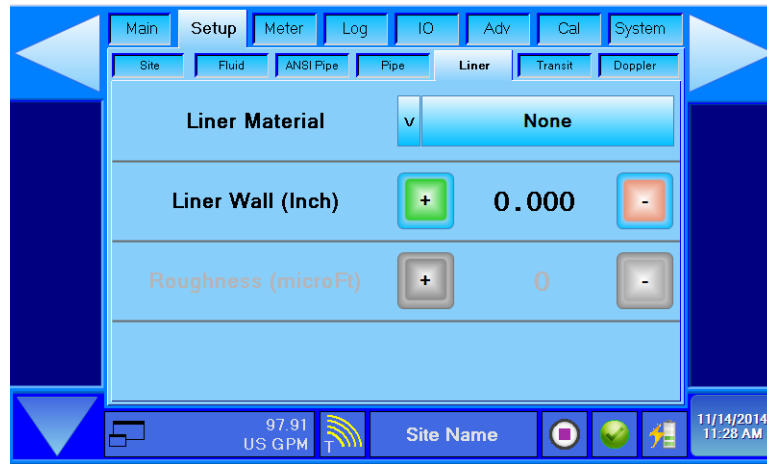 Main Setup Meter Log IO Adv Cal System
Site Fluid ANSI Pipe Pipe Liner Transit Doppler
Liner Material v None
Liner Wall (Inch) + 0.000 -
Roughness (microFt) + 0 -
97.91
US GPM T Site Name
11/14/2014
11:28 AM